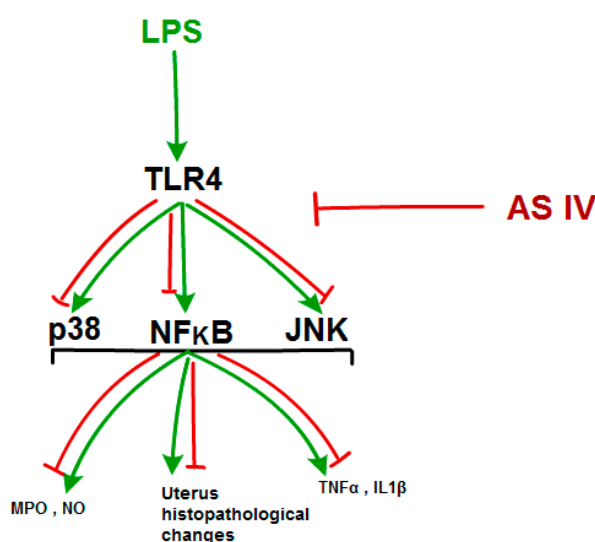 LPS
TLR4
AS IV
p38 NFκB JNK
MPO , NO
Uterus
histopathological
changes
TNFα , IL1β